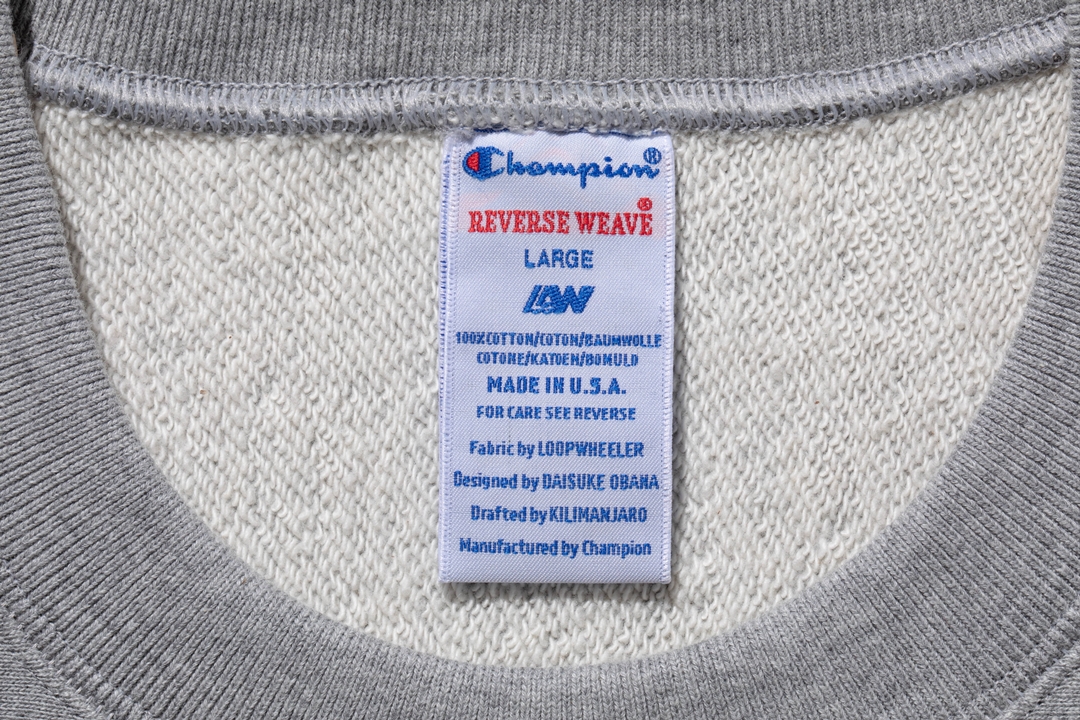 Champion®
REVERSE WEAVE®
LARGE
LAW
100%COTTON/COTON/BAUMWOLLE
COTONE/KATOEN/BOMULD
MADE IN U.S.A.
FOR CARE SEE REVERSE
Fabric by LOOPWHEELER
Designed by DAISUKE OBANA
Drafted by KILIMANJARO
Manufactured by Champion